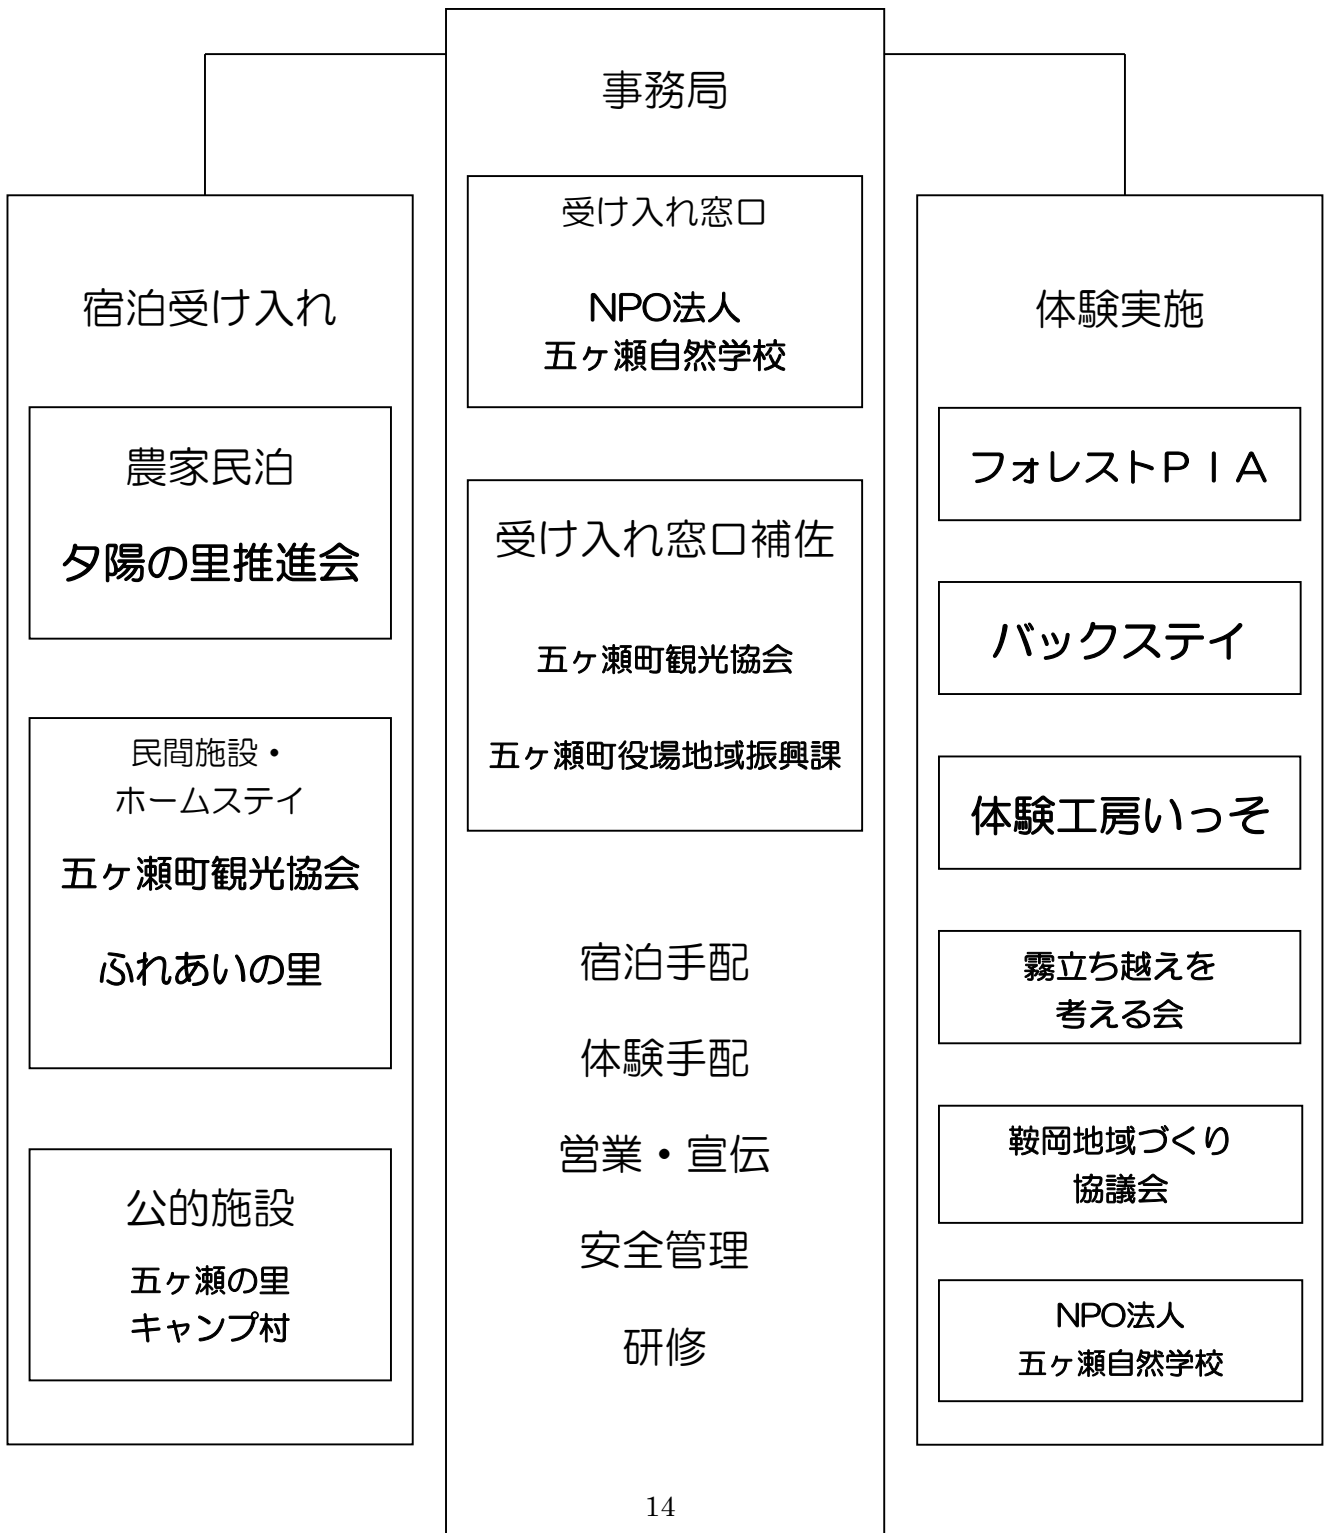 事務局
受け入れ窓口
NPO法人
五ヶ瀬自然学校
受け入れ窓口補佐
五ヶ瀬町観光協会
五ヶ瀬町役場地域振興課
宿泊手配
体験手配
営業・宣伝
安全管理
研修
宿泊受け入れ
農家民泊
夕陽の里推進会
民間施設・
ホームステイ
五ヶ瀬町観光協会
ふれあいの里
公的施設
五ヶ瀬の里
キャンプ村
体験実施
フォレストＰＩＡ
バックステイ
体験工房いっそ
霧立ち越えを
考える会
鞍岡地域づくり
協議会
NPO法人
五ヶ瀬自然学校
14